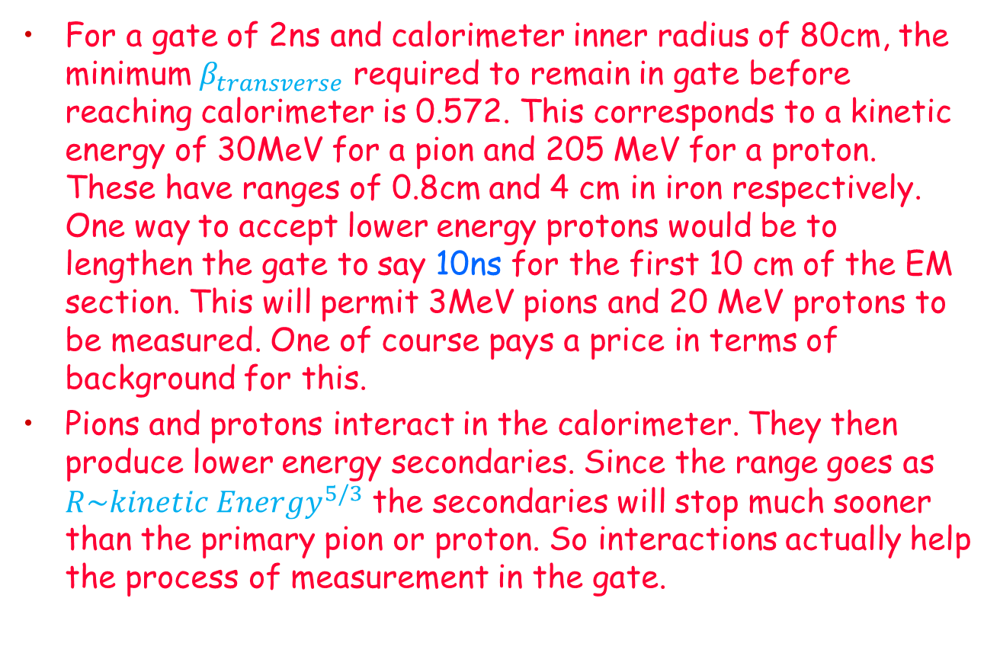 • For a gate of 2ns and calorimeter inner radius of 80cm, the
minimum β_transverse required to remain in gate before
reaching calorimeter is 0.572. This corresponds to a kinetic
energy of 30MeV for a pion and 205 MeV for a proton.
These have ranges of 0.8cm and 4 cm in iron respectively.
One way to accept lower energy protons would be to
lengthen the gate to say 10ns for the first 10 cm of the EM
section. This will permit 3MeV pions and 20 MeV protons to
be measured. One of course pays a price in terms of
background for this.
• Pions and protons interact in the calorimeter. They then
produce lower energy secondaries. Since the range goes as
R~kinetic Energy^5/3 the secondaries will stop much sooner
than the primary pion or proton. So interactions actually help
the process of measurement in the gate.